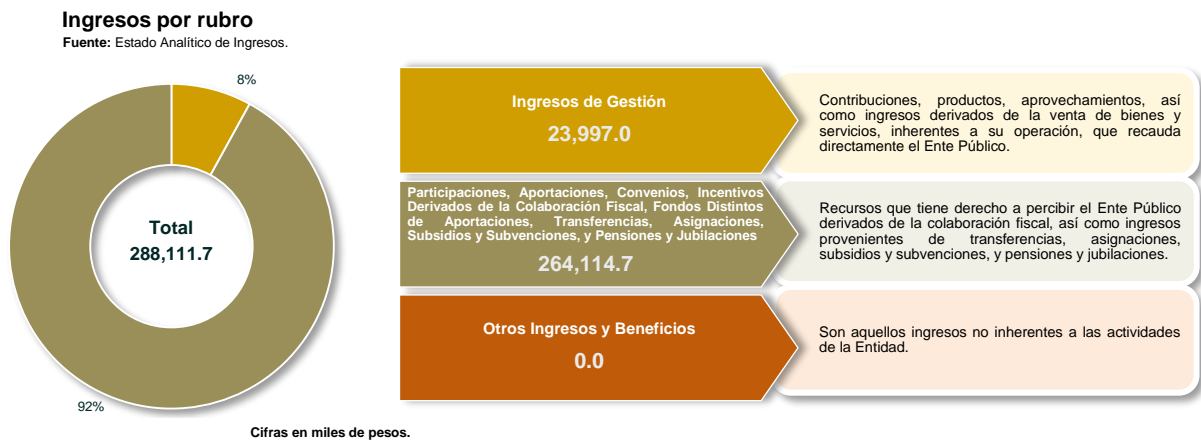 Ingresos por rubro
Fuente: Estado Analítico de Ingresos.
8%
Total
288,111.7
92%
Ingresos de Gestión
23,997.0
Contribuciones, productos, aprovechamientos, así
como ingresos derivados de la venta de bienes y
servicios, inherentes a su operación, que recauda
directamente el Ente Público.
Participaciones, Aportaciones, Convenios, Incentivos
Derivados de la Colaboración Fiscal, Fondos Distintos
de Aportaciones, Transferencias, Asignaciones,
Subsidios y Subvenciones, y Pensiones y Jubilaciones
264,114.7
Recursos que tiene derecho a percibir el Ente Público
derivados de la colaboración fiscal, así como ingresos
provenientes de transferencias, asignaciones,
subsidios y subvenciones, y pensiones y jubilaciones.
Otros Ingresos y Beneficios
0.0
Son aquellos ingresos no inherentes a las actividades
de la Entidad.
Cifras en miles de pesos.